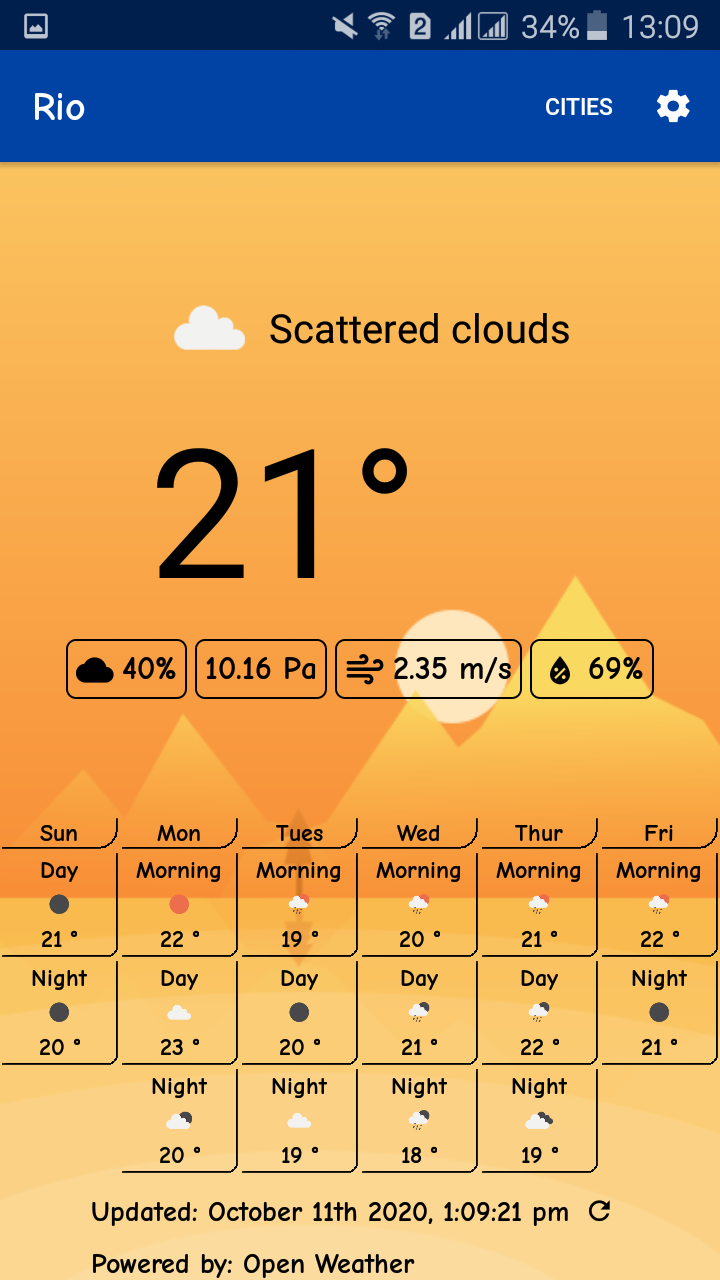 2 34% 13:09
Rio CITIES
Scattered clouds
21°
40% 10.16 Pa 2.35 m/s 69%
Sun Mon Tues Wed Thur Fri
Day Morning Morning Morning Morning Morning
21 ° 22 ° 19 ° 20 ° 21 ° 22 °
Night Day Day Day Day Night
20 ° 23 ° 20 ° 21 ° 22 ° 21 °
Night Night Night Night
20 ° 19 ° 18 ° 19 °
Updated: October 11th 2020, 1:09:21 pm
Powered by: Open Weather